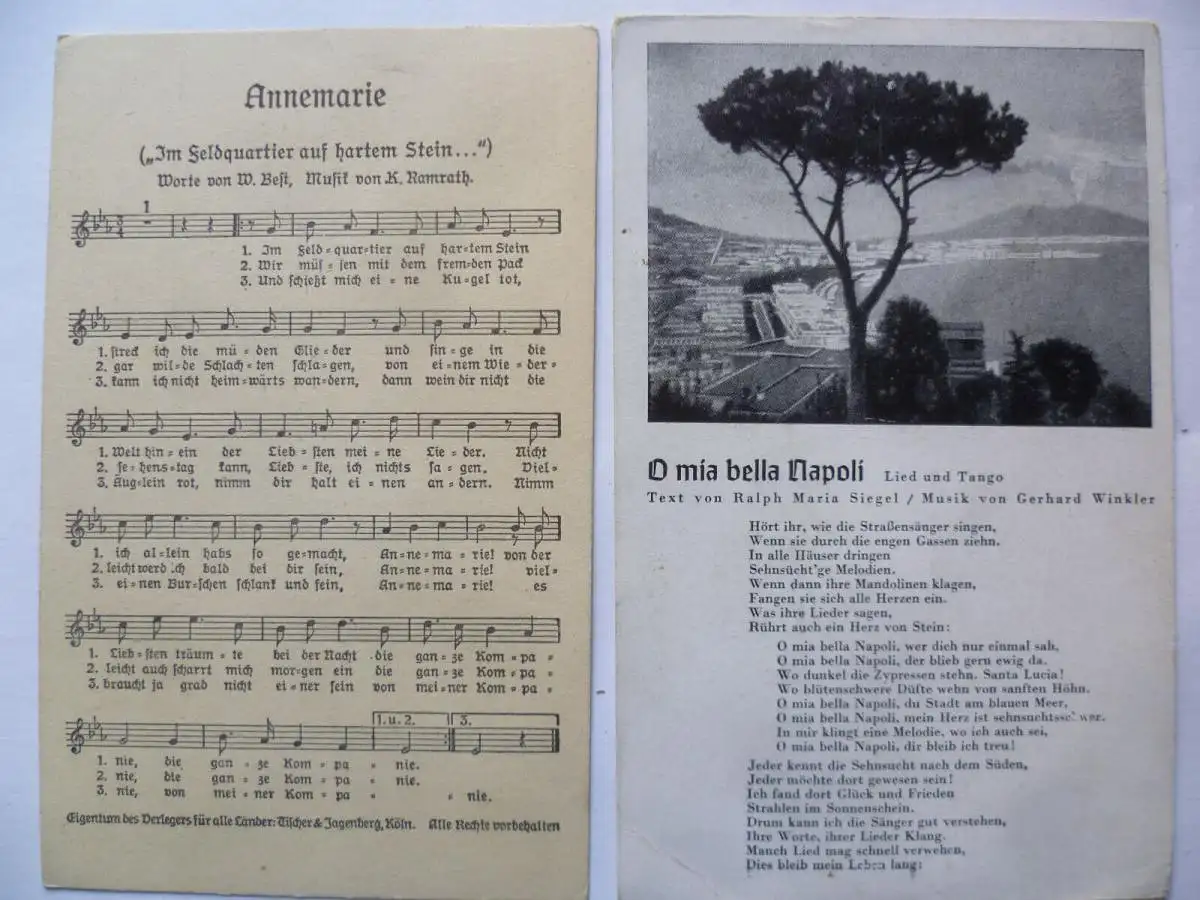 Annemarie
(„Im Feldquartier auf hartem Stein...“)
Worte von W. Best, Musik von K. Ramrath.
1
3
4
1. Im Feld-quar-tier auf har-tem Stein
2. Wir müs-sen mit dem frem-den Pack
3. Und schießt mich ei-ne Ku-gel tot,
1. streck ich die mü-den Glie-der und sin-ge in die
2. gar wil-de Schlach-ten schla-gen, von ei-nem Wie-der-
3. kann ich nicht heim-wärts wan-dern, dann wein dir nicht die
1. Welt hin-ein der Lieb-sten mei-ne Lie-der. Nicht
2. se-hens-tag kann, Lieb-ste, ich nichts sa-gen. Viel-
3. Äug-lein rot, nimm dir halt ei-nen an-dern. Nimm
1. ich al-lein habs so ge-macht, An-ne-ma-rie! von der
2. leicht werd ich bald bei dir sein, An-ne-ma-rie! viel-
3. ei-nen Bur-schen schlank und fein, An-ne-ma-rie! es
1. Lieb-sten träum-te bei der Nacht die gan-ze Kom-pa-
2. leicht auch scharrt mich mor-gen ein die gan-ze Kom-pa-
3. braucht ja grad nicht ei-ner sein von mei-ner Kom-pa-
1. u. 2. 3.
1. nie, die gan-ze Kom-pa-nie.
2. nie, die gan-ze Kom-pa-nie.
3. nie, von mei-ner Kom-pa-nie.
Eigentum des Verlegers für alle Länder: Tischer & Jagenberg, Köln. Alle Rechte vorbehalten
O mia bella Napoli Lied und Tango
Text von Ralph Maria Siegel / Musik von Gerhard Winkler
Hört ihr, wie die Straßensänger singen,
Wenn sie durch die engen Gassen ziehn.
In alle Häuser dringen
Sehnsücht'ge Melodien.
Wenn dann ihre Mandolinen klagen,
Fangen sie sich alle Herzen ein.
Was ihre Lieder sagen,
Rührt auch ein Herz von Stein:
O mia bella Napoli, wer dich nur einmal sah,
O mia bella Napoli, der blieb gern ewig da.
Wo dunkel die Zypressen stehn. Santa Lucia!
Wo blütenschwere Düfte wehn von sanften Höhn.
O mia bella Napoli, du Stadt am blauen Meer,
O mia bella Napoli, mein Herz ist sehnsuchtsschwer.
In mir klingt eine Melodie, wo ich auch sei,
O mia bella Napoli, dir bleib ich treu!
Jeder kennt die Sehnsucht nach dem Süden,
Jeder möchte dort gewesen sein!
Ich fand dort Glück und Frieden
Strahlen im Sonnenschein.
Drum kann ich die Sänger gut verstehen,
Ihre Worte, ihrer Lieder Klang.
Manch Lied mag schnell verwehen,
Dies bleib mein Leben lang: